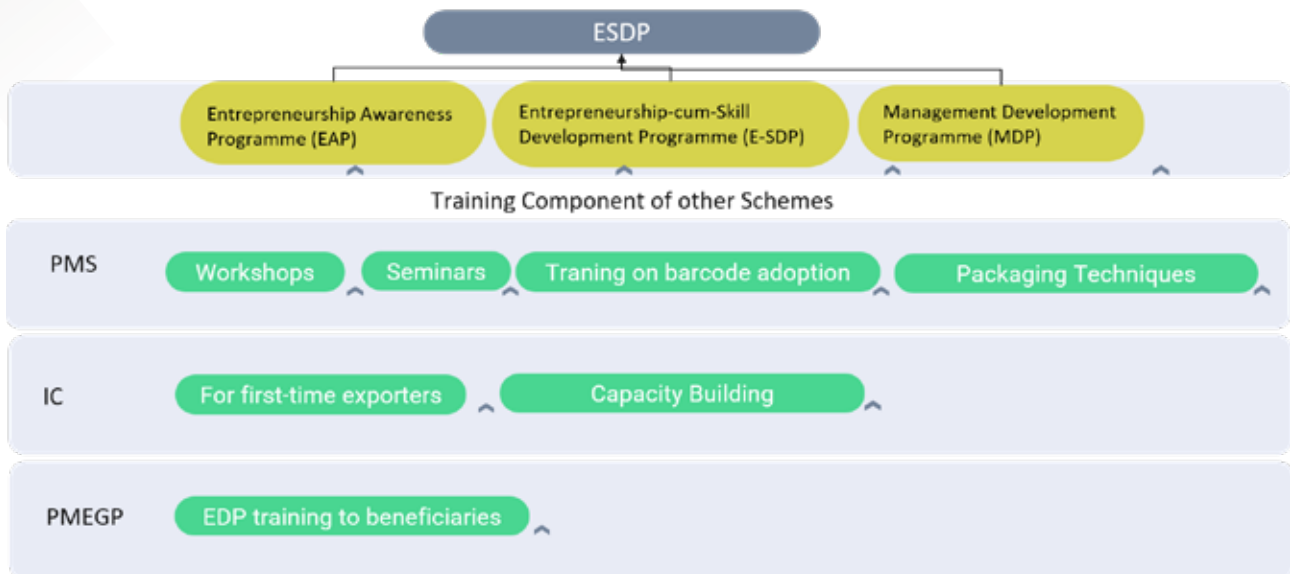 ESDP
Entrepreneurship Awareness
Programme (EAP)
Entrepreneurship-cum-Skill
Development Programme (E-SDP)
Management Development
Programme (MDP)
Training Component of other Schemes
PMS
Workshops
Seminars
Traning on barcode adoption
Packaging Techniques
IC
For first-time exporters
Capacity Building
PMEGP
EDP training to beneficiaries